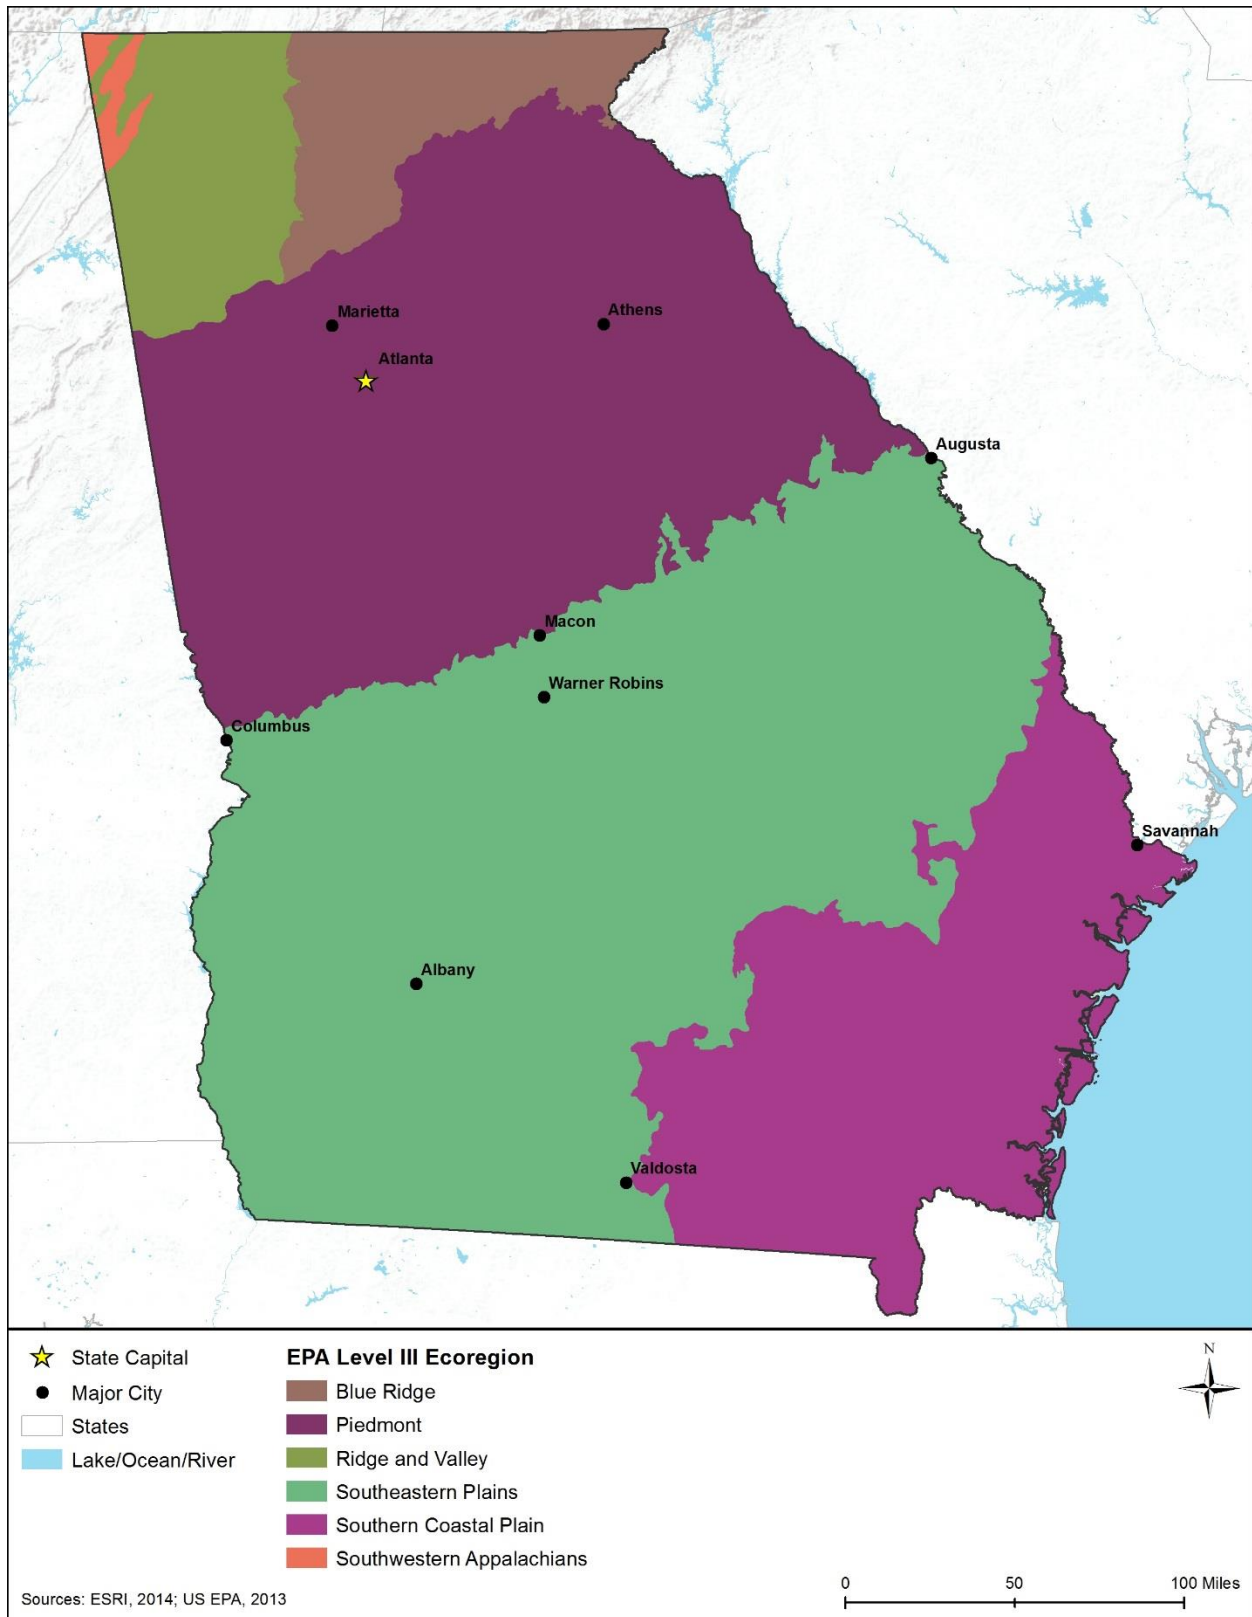 Marietta
Athens
Atlanta
Augusta
Macon
Warner Robins
Columbus
Savannah
Albany
Valdosta
State Capital
Major City
States
Lake/Ocean/River
EPA Level III Ecoregion
Blue Ridge
Piedmont
Ridge and Valley
Southeastern Plains
Southern Coastal Plain
Southwestern Appalachians
N
0 50 100 Miles
Sources: ESRI, 2014; US EPA, 2013